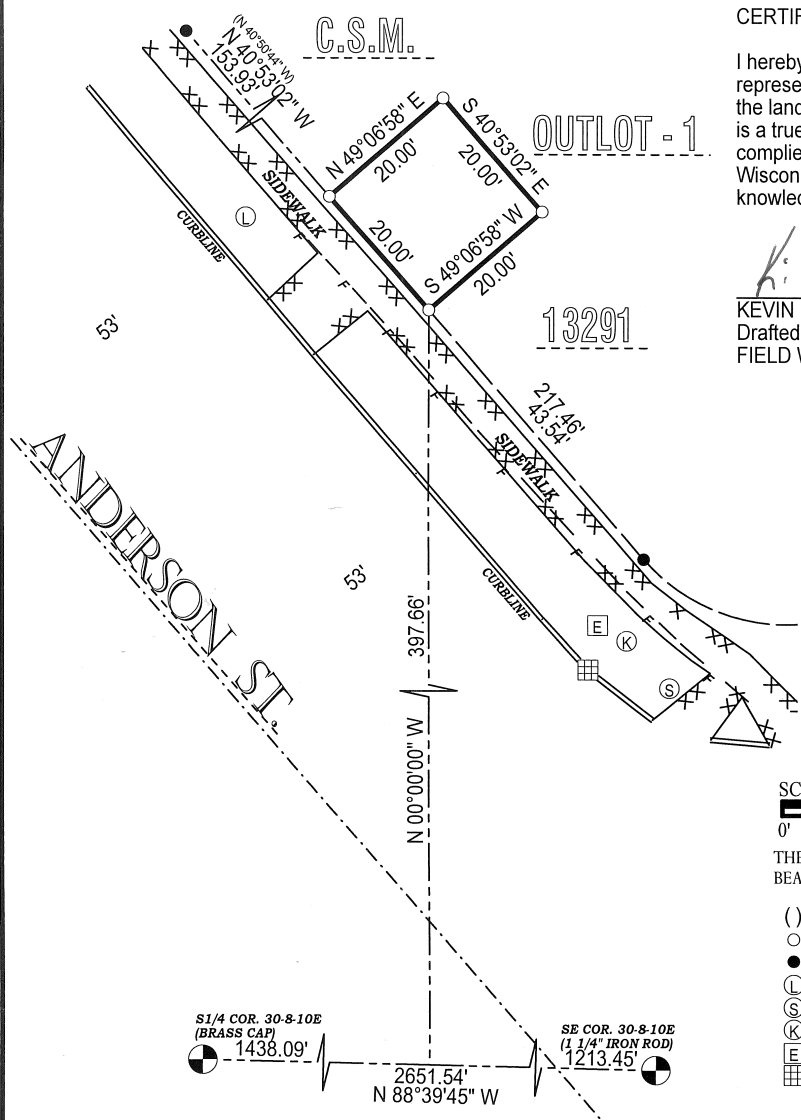 C.S.M.
CERTIF
(N 40°50'44" W)
N 40°53'02" W
153.93'
I hereby
represe
the land
is a true
complie
Wiscon
knowled
N 49°06'58" E
20.00'
S 40°53'02" E
20.00'
OUTLOT - 1
SIDEWALK
L
CURBLINE
20.00'
S 49°06'58" W
20.00'
KEVIN
Drafted
FIELD W
13291
53'
F
F
F
F
217.46'
43.54'
SIDEWALK
F
F
F
F
ANDERSON ST.
53'
CURBLINE
E
K
S
397.66'
N 00°00'00" W
SC
0'
THE
BEA
( )
L
S
K
E
S1/4 COR. 30-8-10E
(BRASS CAP)
1438.09'
SE COR. 30-8-10E
(1 1/4" IRON ROD)
1213.45'
2651.54'
N 88°39'45" W